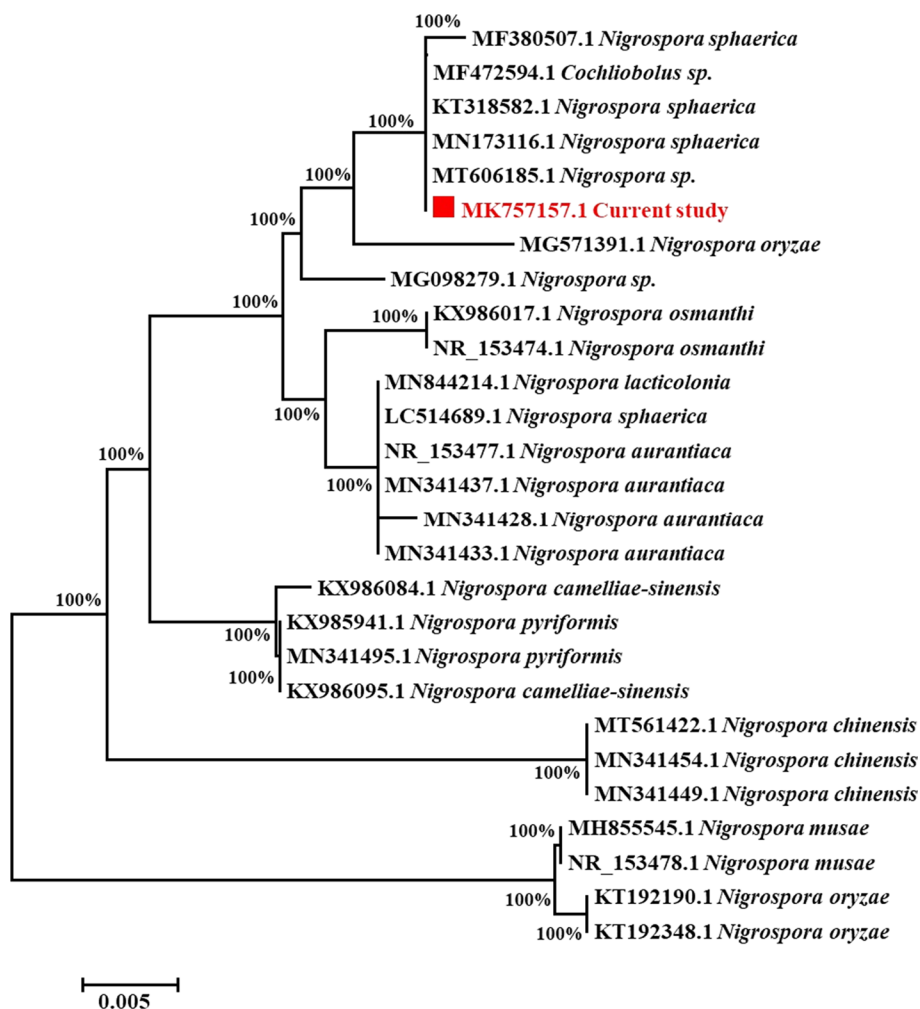 100%
MF380507.1 Nigrospora sphaerica
MF472594.1 Cochliobolus sp.
KT318582.1 Nigrospora sphaerica
100%
MN173116.1 Nigrospora sphaerica
100%
MT606185.1 Nigrospora sp.
MK757157.1 Current study
100%
MG571391.1 Nigrospora oryzae
MG098279.1 Nigrospora sp.
100%
KX986017.1 Nigrospora osmanthi
100%
NR_153474.1 Nigrospora osmanthi
MN844214.1 Nigrospora lacticolonia
100%
LC514689.1 Nigrospora sphaerica
100%
NR_153477.1 Nigrospora aurantiaca
100%
MN341437.1 Nigrospora aurantiaca
MN341428.1 Nigrospora aurantiaca
MN341433.1 Nigrospora aurantiaca
KX986084.1 Nigrospora camelliae-sinensis
100%
KX985941.1 Nigrospora pyriformis
100%
MN341495.1 Nigrospora pyriformis
100%
KX986095.1 Nigrospora camelliae-sinensis
MT561422.1 Nigrospora chinensis
MN341454.1 Nigrospora chinensis
100%
MN341449.1 Nigrospora chinensis
100%
MH855545.1 Nigrospora musae
NR_153478.1 Nigrospora musae
100%
KT192190.1 Nigrospora oryzae
100%
KT192348.1 Nigrospora oryzae
0.005